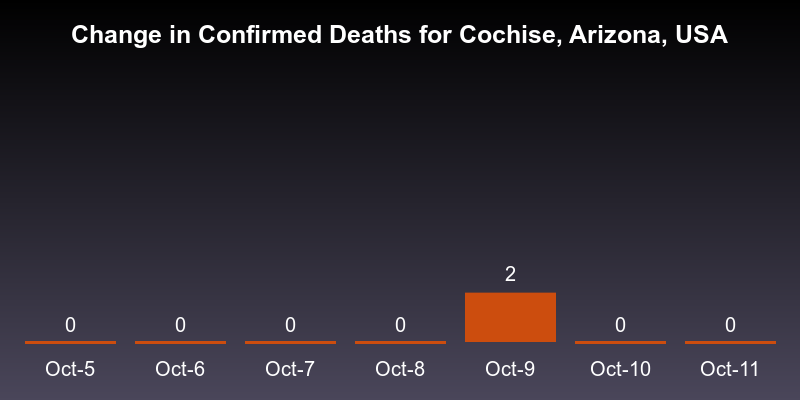 Change in Confirmed Deaths for Cochise, Arizona, USA
2
0 0 0 0 0 0
Oct-5 Oct-6 Oct-7 Oct-8 Oct-9 Oct-10 Oct-11